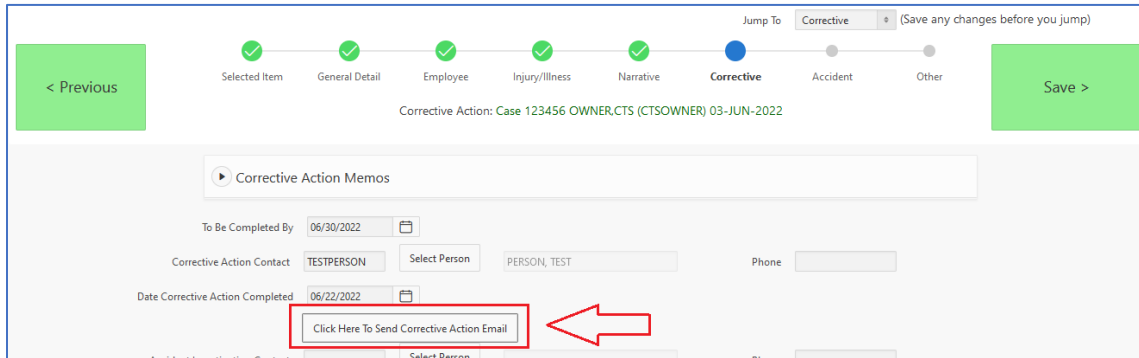 Jump To Corrective (Save any changes before you jump)
< Previous
Selected Item General Detail Employee Injury/Illness Narrative Corrective Accident Other
Save >
Corrective Action: Case 123456 OWNER,CTS (CTSOWNER) 03-JUN-2022
Corrective Action Memos
To Be Completed By 06/30/2022
Corrective Action Contact TESTPERSON Select Person PERSON, TEST Phone
Date Corrective Action Completed 06/22/2022
Click Here To Send Corrective Action Email
Select Person